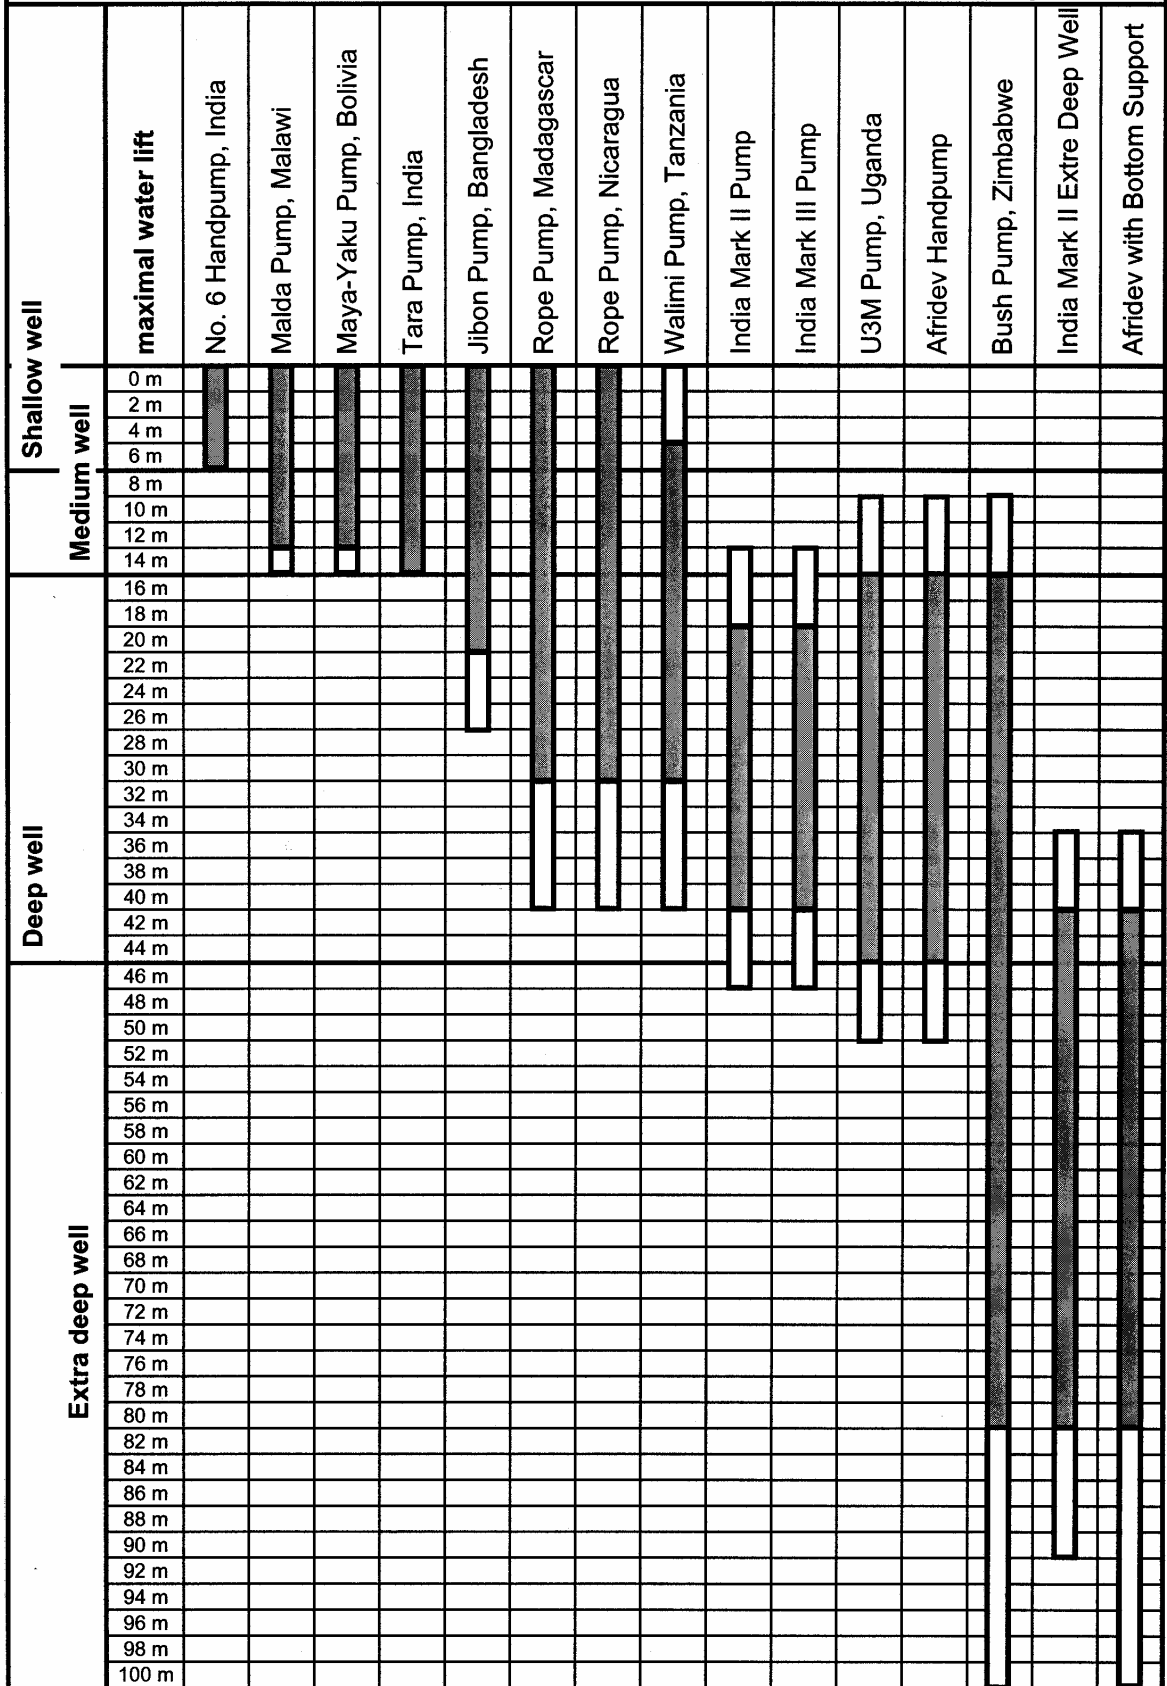 Shallow well
Medium well
Deep well
Extra deep well
maximal water lift
No. 6 Handpump, India
Malda Pump, Malawi
Maya-Yaku Pump, Bolivia
Tara Pump, India
Jibon Pump, Bangladesh
Rope Pump, Madagascar
Rope Pump, Nicaragua
Walimi Pump, Tanzania
India Mark II Pump
India Mark III Pump
U3M Pump, Uganda
Afridev Handpump
Bush Pump, Zimbabwe
India Mark II Extre Deep Well
Afridev with Bottom Support
0 m
2 m
4 m
6 m
8 m
10 m
12 m
14 m
16 m
18 m
20 m
22 m
24 m
26 m
28 m
30 m
32 m
34 m
36 m
38 m
40 m
42 m
44 m
46 m
48 m
50 m
52 m
54 m
56 m
58 m
60 m
62 m
64 m
66 m
68 m
70 m
72 m
74 m
76 m
78 m
80 m
82 m
84 m
86 m
88 m
90 m
92 m
94 m
96 m
98 m
100 m